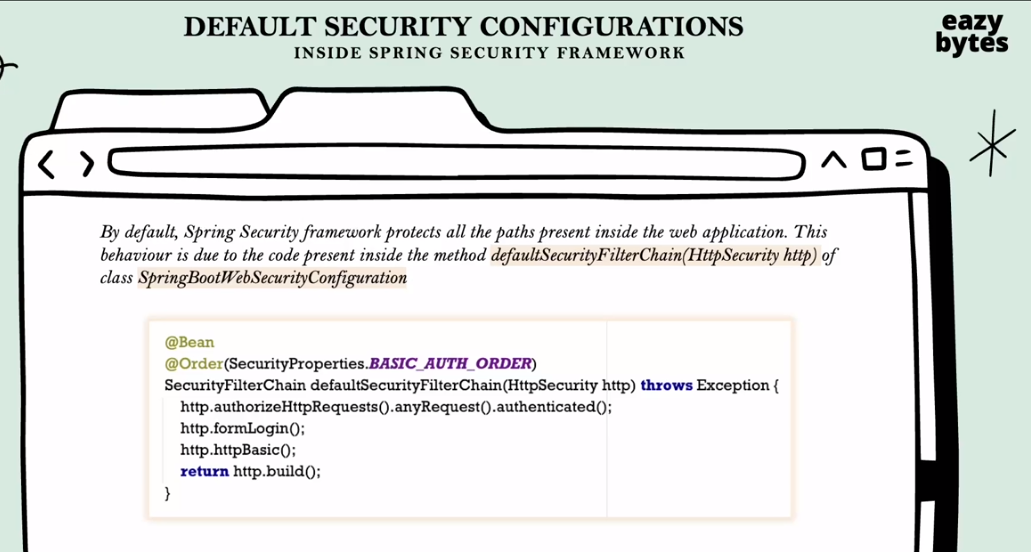 DEFAULT SECURITY CONFIGURATIONS
INSIDE SPRING SECURITY FRAMEWORK
eazy
bytes
By default, Spring Security framework protects all the paths present inside the web application. This
behaviour is due to the code present inside the method defaultSecurityFilterChain(HttpSecurity http) of
class SpringBootWebSecurityConfiguration
@Bean
@Order(SecurityProperties.BASIC_AUTH_ORDER)
SecurityFilterChain defaultSecurityFilterChain(HttpSecurity http) throws Exception {
http.authorizeHttpRequests().anyRequest().authenticated();
http.formLogin();
http.httpBasic();
return http.build();
}